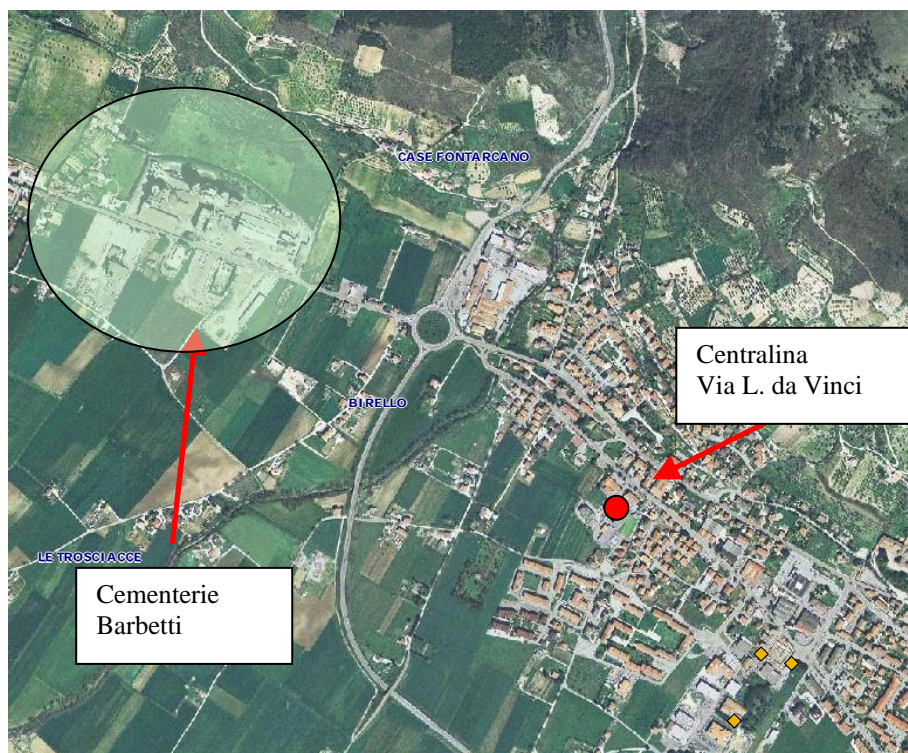 CASE FONTARCANO
Centralina
Via L. da Vinci
BIRELLO
LE TROSCIACCE
Cementerie
Barbetti